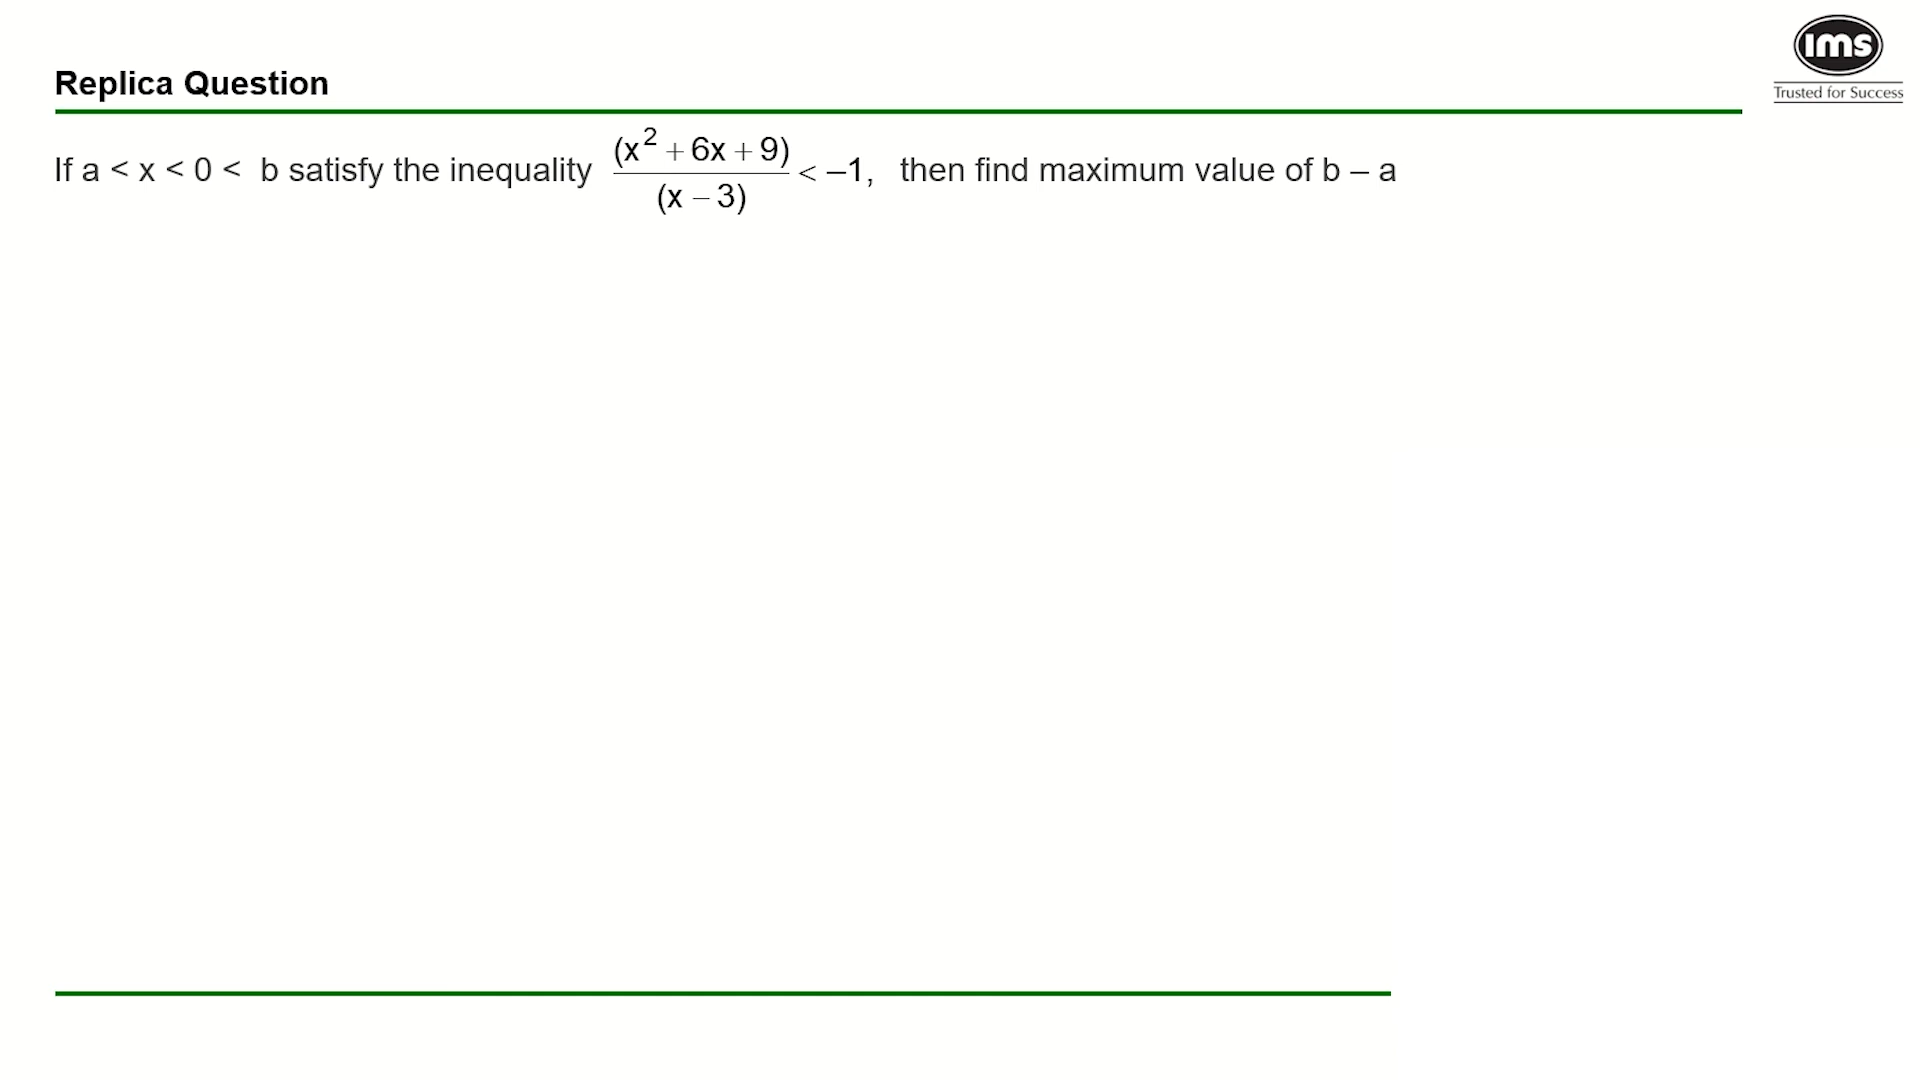 ims
Trusted for Success
Replica Question
If a < x < 0 < b satisfy the inequality (x² + 6x + 9) / (x – 3) < –1, then find maximum value of b – a